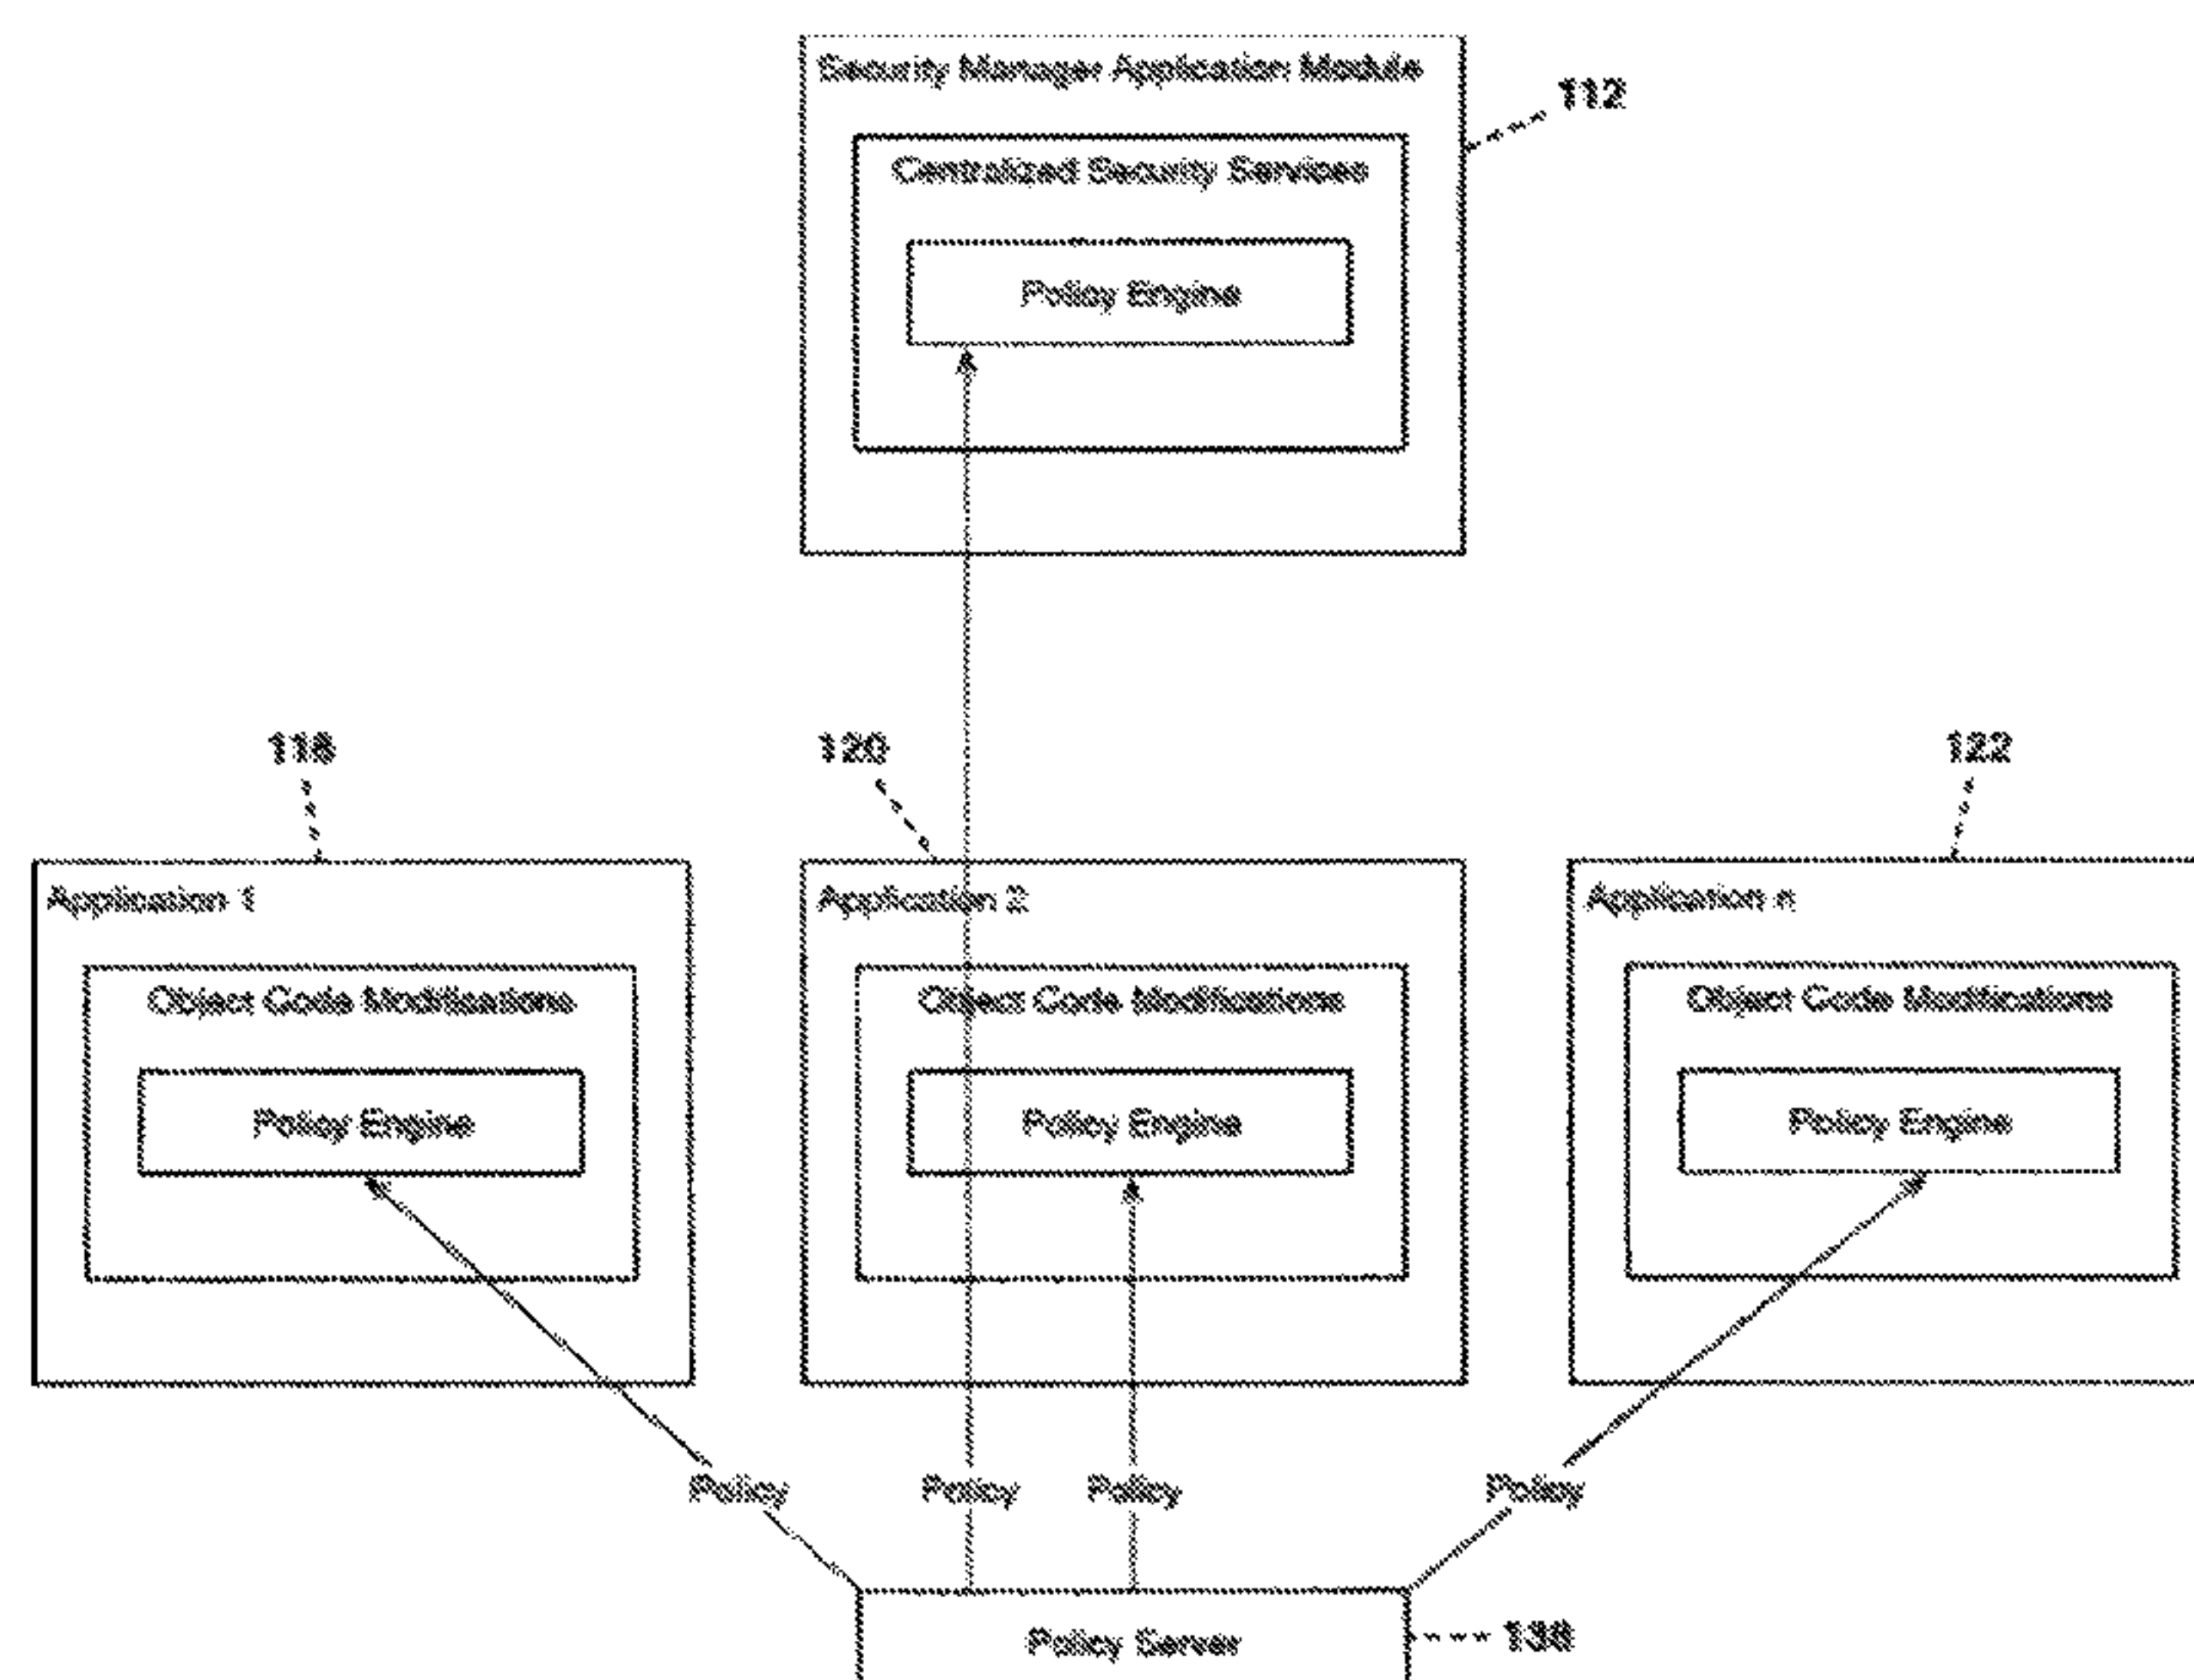 Security Manager Application Module
112
Centralized Security Services
Policy Engine
118
120
122
Application 1
Application 2
Application n
Object Code Modifications
Object Code Modifications
Object Code Modifications
Policy Engine
Policy Engine
Policy Engine
Policy
Policy
Policy
Policy
Policy Server